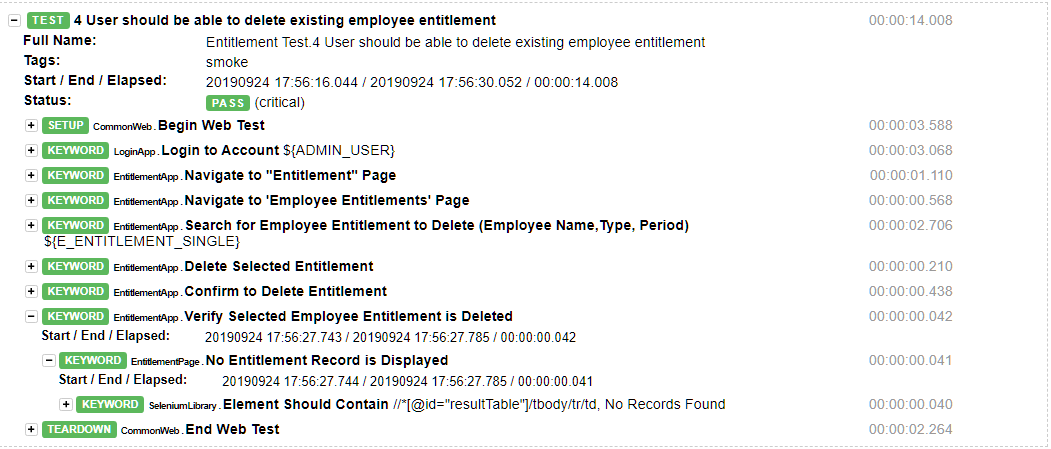 TEST 4 User should be able to delete existing employee entitlement 00:00:14.008
Full Name: Entitlement Test.4 User should be able to delete existing employee entitlement
Tags: smoke
Start / End / Elapsed: 20190924 17:56:16.044 / 20190924 17:56:30.052 / 00:00:14.008
Status: PASS (critical)
SETUP CommonWeb. Begin Web Test 00:00:03.588
KEYWORD LoginApp. Login to Account ${ADMIN_USER} 00:00:03.068
KEYWORD EntitlementApp. Navigate to "Entitlement" Page 00:00:01.110
KEYWORD EntitlementApp. Navigate to 'Employee Entitlements' Page 00:00:00.568
KEYWORD EntitlementApp. Search for Employee Entitlement to Delete (Employee Name,Type, Period) 00:00:02.706
${E_ENTITLEMENT_SINGLE}
KEYWORD EntitlementApp. Delete Selected Entitlement 00:00:00.210
KEYWORD EntitlementApp. Confirm to Delete Entitlement 00:00:00.438
KEYWORD EntitlementApp. Verify Selected Employee Entitlement is Deleted 00:00:00.042
Start / End / Elapsed: 20190924 17:56:27.743 / 20190924 17:56:27.785 / 00:00:00.042
KEYWORD EntitlementPage. No Entitlement Record is Displayed 00:00:00.041
Start / End / Elapsed: 20190924 17:56:27.744 / 20190924 17:56:27.785 / 00:00:00.041
KEYWORD SeleniumLibrary. Element Should Contain //*[@id="resultTable"]/tbody/tr/td, No Records Found 00:00:00.040
TEARDOWN CommonWeb. End Web Test 00:00:02.264